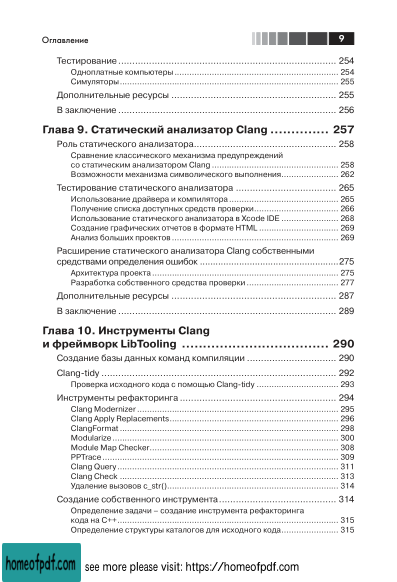 Оглавление 9
Тестирование 254
Одноплатные компьютеры 254
Симуляторы 255
Дополнительные ресурсы 255
В заключение 256
Глава 9. Статический анализатор Clang 257
Роль статического анализатора 258
Сравнение классического механизма предупреждений
со статическим анализатором Clang 258
Возможности механизма символического выполнения 262
Тестирование статического анализатора 265
Использование драйвера и компилятора 265
Получение списка доступных средств проверки 266
Использование статического анализатора в Xcode IDE 268
Создание графических отчетов в формате HTML 269
Анализ больших проектов 269
Расширение статического анализатора Clang собственными
средствами определения ошибок 275
Архитектура проекта 275
Разработка собственного средства проверки 277
Дополнительные ресурсы 287
В заключение 289
Глава 10. Инструменты Clang
и фреймворк LibTooling 290
Создание базы данных команд компиляции 290
Clang-tidy 292
Проверка исходного кода с помощью Clang-tidy 293
Инструменты рефакторинга 294
Clang Modernizer 295
Clang Apply Replacements 296
ClangFormat 298
Modularize 300
Module Map Checker 308
PPTrace 309
Clang Query 311
Clang Check 313
Удаление вызовов c_str() 314
Создание собственного инструмента 314
Определение задачи – создание инструмента рефакторинга
кода на C++ 315
Определение структуры каталогов для исходного кода 315
homeofpdf.com see more please visit: https://homeofpdf.com